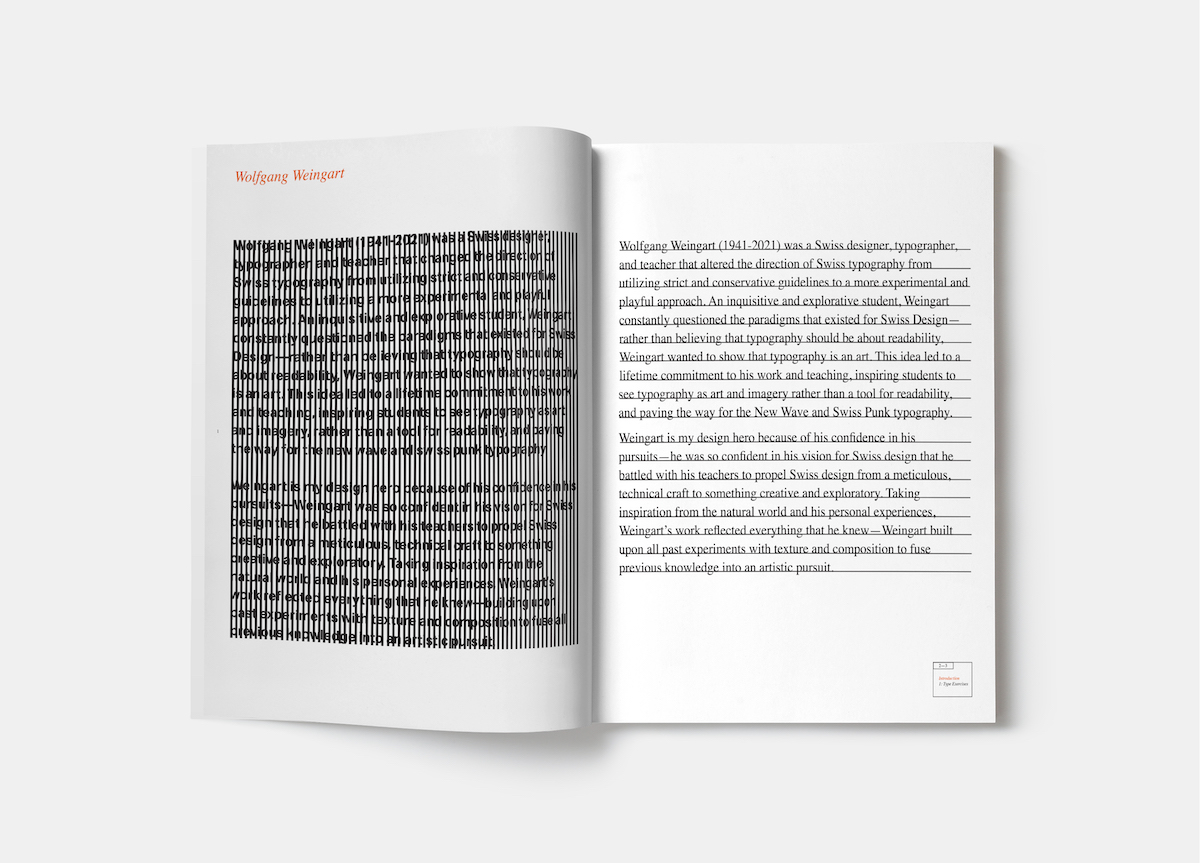 Wolfgang Weingart
Wolfgang Weingart (1941-2021) was a Swiss designer,
typographer, and teacher that changed the direction of
Swiss typography from utilizing strict and conservative
guidelines to utilizing a more experimental and playful
approach. An inquisitive and explorative student, Weingart
constantly questioned the paradigms that existed for Swiss
Design—rather than believing that typography should be
about readability, Weingart wanted to show that typography
is an art. This idea led to a lifetime commitment to his work
and teaching, inspiring students to see typography as art
and imagery, rather than a tool for readability, and paving
the way for the new wave and swiss punk typography
Weingart is my design hero because of his confidence in his
pursuits—Weingart was so confident in his vision for Swiss
design that he battled with his teachers to propel Swiss
design from a meticulous, technical craft to something
creative and exploratory. Taking inspiration from the
natural world and his personal experiences, Weingart's
work reflected everything that he knew—building upon
past experiments with texture and composition to fuse all
previous knowledge into an artistic pursuit.
Wolfgang Weingart (1941-2021) was a Swiss designer, typographer,
and teacher that altered the direction of Swiss typography from
utilizing strict and conservative guidelines to a more experimental and
playful approach. An inquisitive and explorative student, Weingart
constantly questioned the paradigms that existed for Swiss Design—
rather than believing that typography should be about readability,
Weingart wanted to show that typography is an art. This idea led to a
lifetime commitment to his work and teaching, inspiring students to
see typography as art and imagery rather than a tool for readability,
and paving the way for the New Wave and Swiss Punk typography.
Weingart is my design hero because of his confidence in his
pursuits—he was so confident in his vision for Swiss design that he
battled with his teachers to propel Swiss design from a meticulous,
technical craft to something creative and exploratory. Taking
inspiration from the natural world and his personal experiences,
Weingart's work reflected everything that he knew—Weingart built
upon all past experiments with texture and composition to fuse
previous knowledge into an artistic pursuit.
Introduction
1: Type Exercises